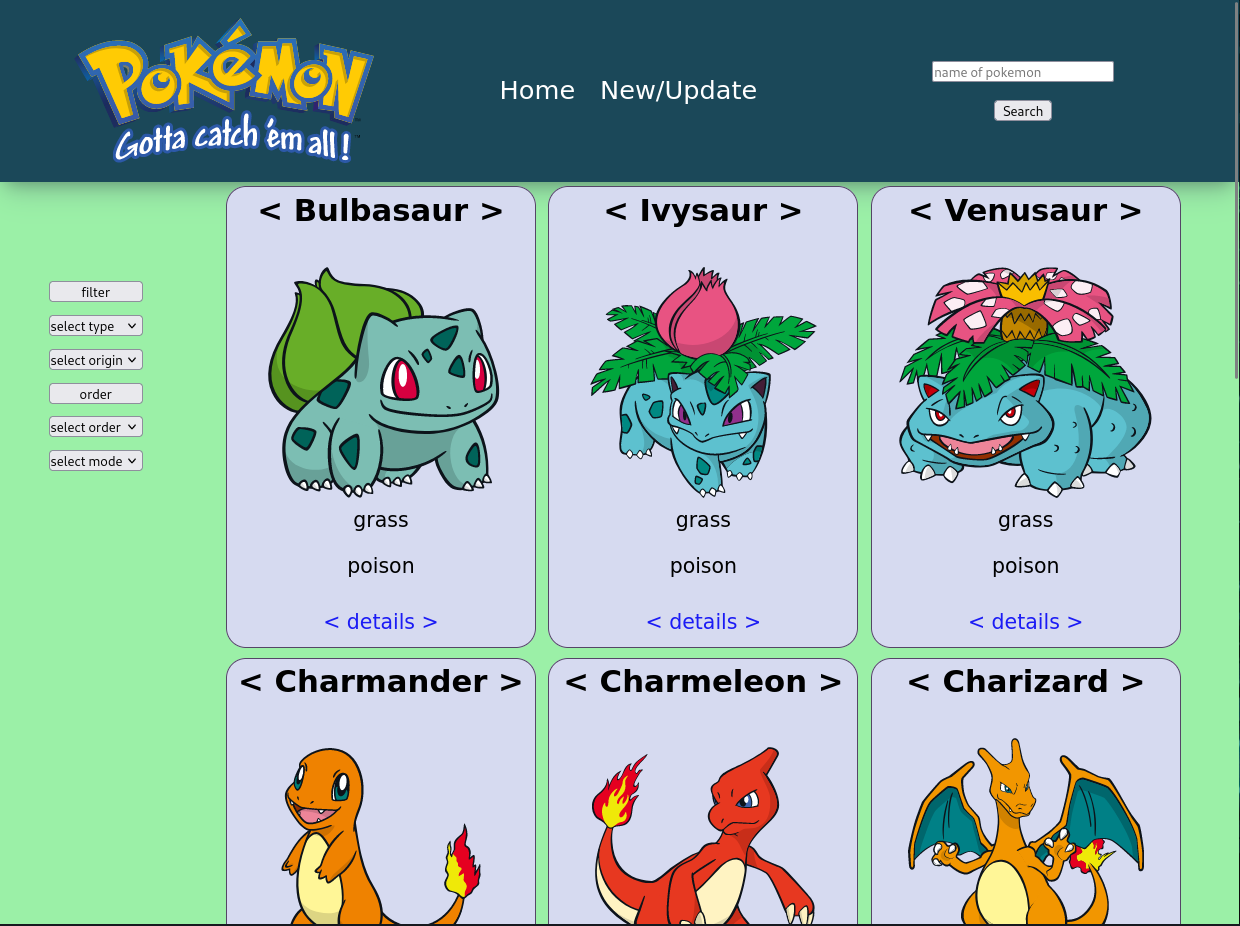 POKéMON
Gotta catch 'em all!
Home New/Update
name of pokemon
Search
filter
select type
select origin
order
select order
select mode
< Bulbasaur >
grass
poison
< details >
< Ivysaur >
grass
poison
< details >
< Venusaur >
grass
poison
< details >
< Charmander >
< Charmeleon >
< Charizard >